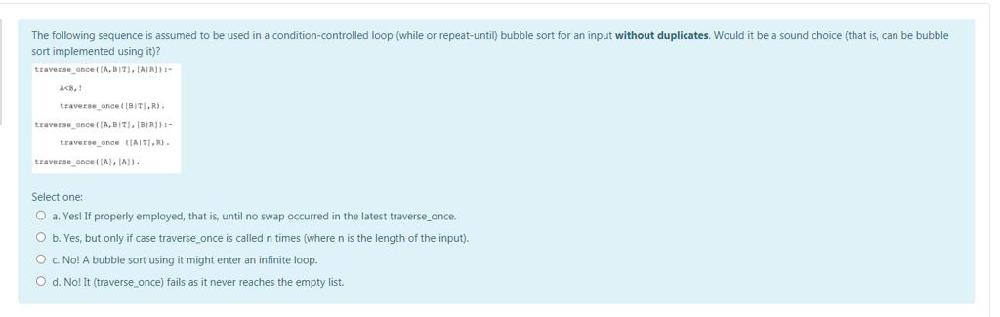 The following sequence is assumed to be used in a condition-controlled loop (while or repeat-until) bubble sort for an input without duplicates. Would it be a sound choice (that is, can be bubble
sort implemented using it)?
traverse_once([A,B|T],[A|R]):-
A<B,!
traverse_once([B|T],R).
traverse_once([A,B|T],[B|R]):-
traverse_once ([A|T],R).
traverse_once([A],[A]).
Select one:
a. Yes! If properly employed, that is, until no swap occurred in the latest traverse_once.
b. Yes, but only if case traverse_once is called n times (where n is the length of the input).
c. No! A bubble sort using it might enter an infinite loop.
d. No! It (traverse_once) fails as it never reaches the empty list.